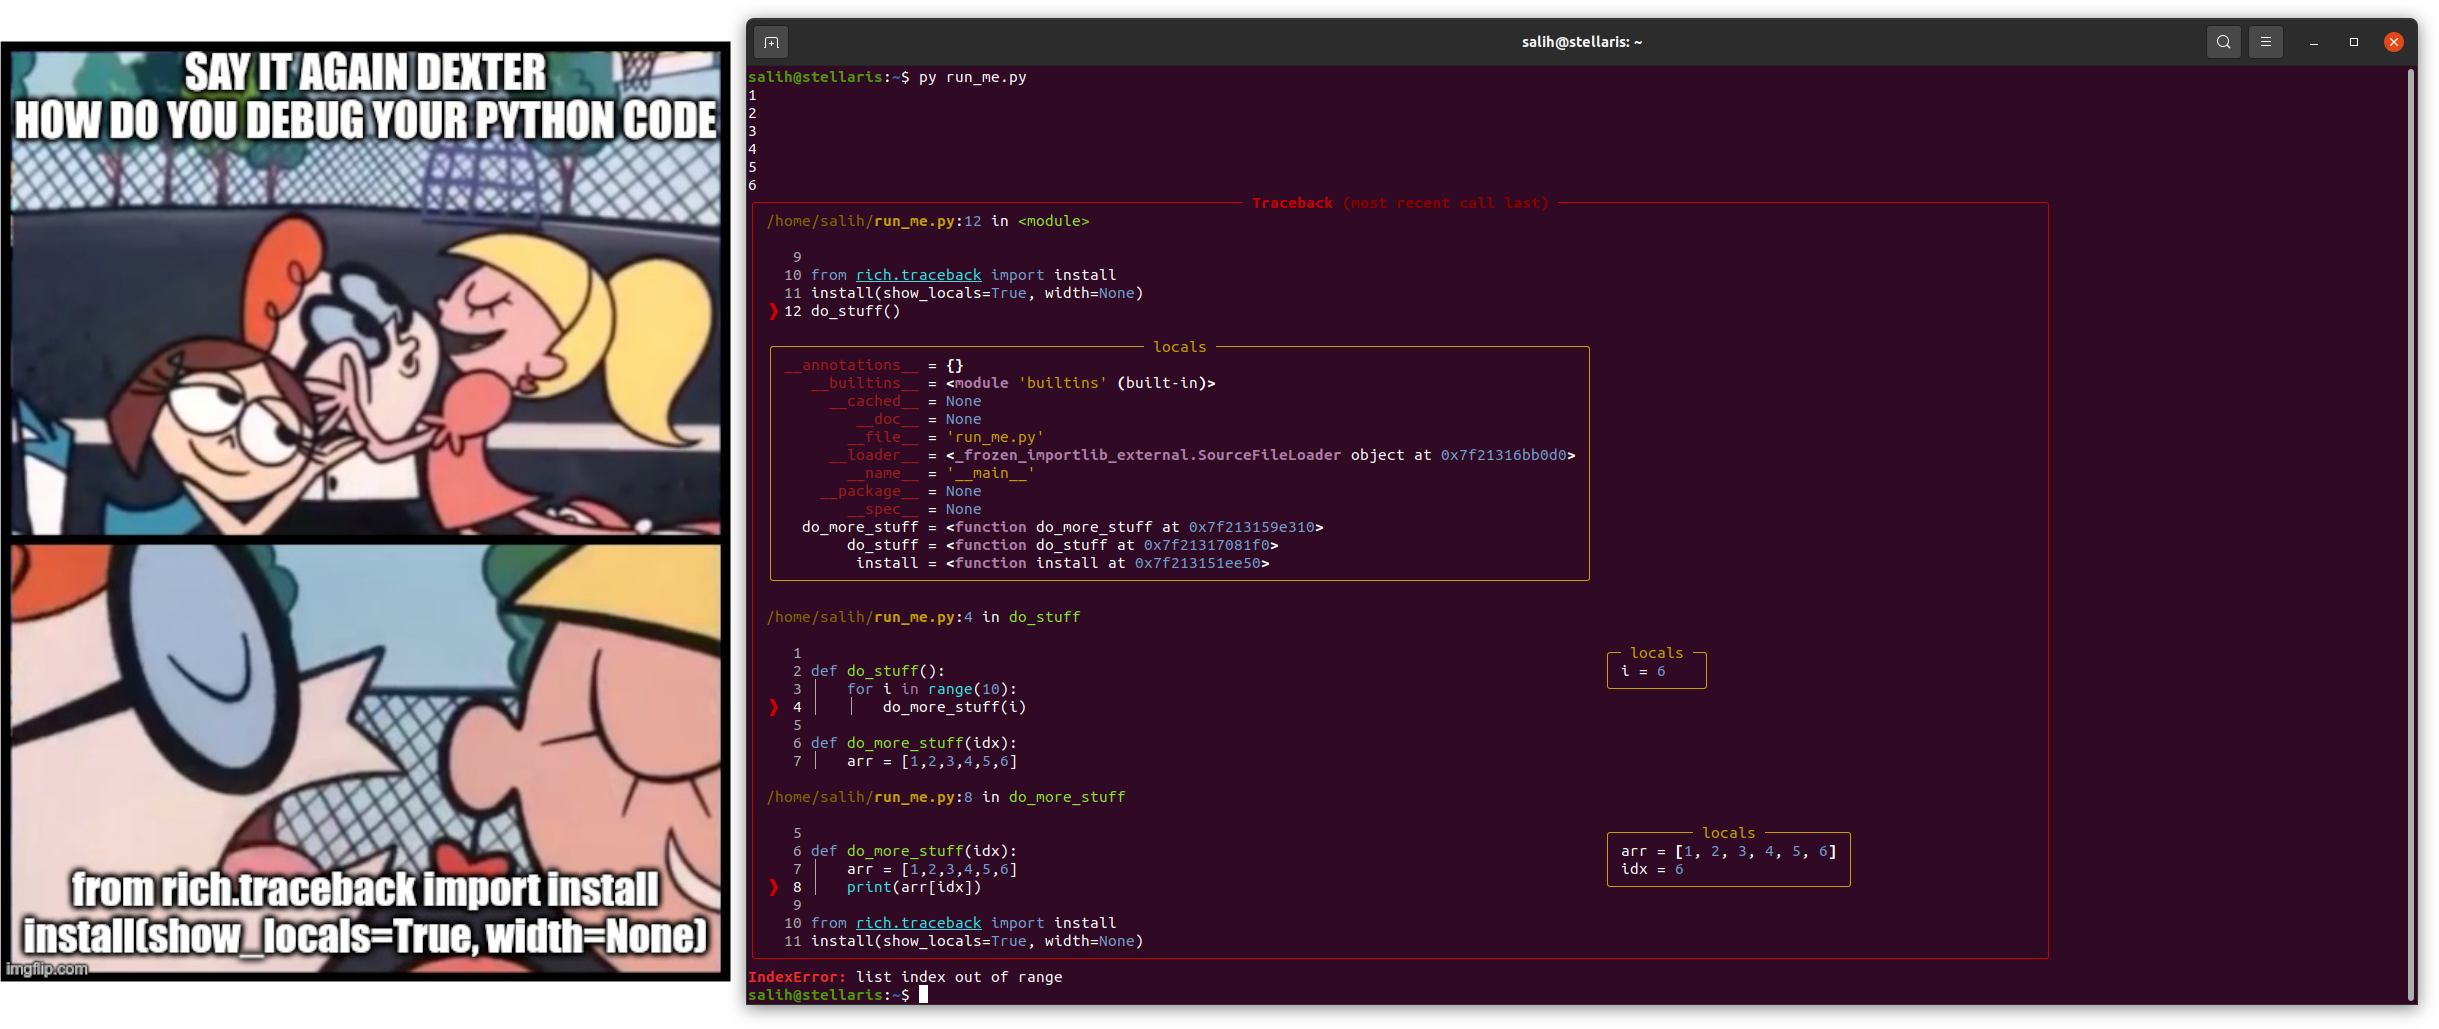 SAY IT AGAIN DEXTER
HOW DO YOU DEBUG YOUR PYTHON CODE
from rich.traceback import install
install(show_locals=True, width=None)
imgflip.com
salih@stellaris: ~
salih@stellaris:~$ py run_me.py
1
2
3
4
5
6
Traceback (most recent call last)
/home/salih/run_me.py:12 in <module>
9
10 from rich.traceback import install
11 install(show_locals=True, width=None)
❱ 12 do_stuff()
locals
__annotations__ = {}
__builtins__ = <module 'builtins' (built-in)>
__cached__ = None
__doc__ = None
__file__ = 'run_me.py'
__loader__ = <_frozen_importlib_external.SourceFileLoader object at 0x7f21316bb0d0>
__name__ = '__main__'
__package__ = None
__spec__ = None
do_more_stuff = <function do_more_stuff at 0x7f213159e310>
do_stuff = <function do_stuff at 0x7f21317081f0>
install = <function install at 0x7f213151ee50>
/home/salih/run_me.py:4 in do_stuff
1
2 def do_stuff():
3 for i in range(10):
❱ 4 do_more_stuff(i)
5
6 def do_more_stuff(idx):
7 arr = [1,2,3,4,5,6]
locals
i = 6
/home/salih/run_me.py:8 in do_more_stuff
5
6 def do_more_stuff(idx):
7 arr = [1,2,3,4,5,6]
❱ 8 print(arr[idx])
9
10 from rich.traceback import install
11 install(show_locals=True, width=None)
locals
arr = [1, 2, 3, 4, 5, 6]
idx = 6
IndexError: list index out of range
salih@stellaris:~$